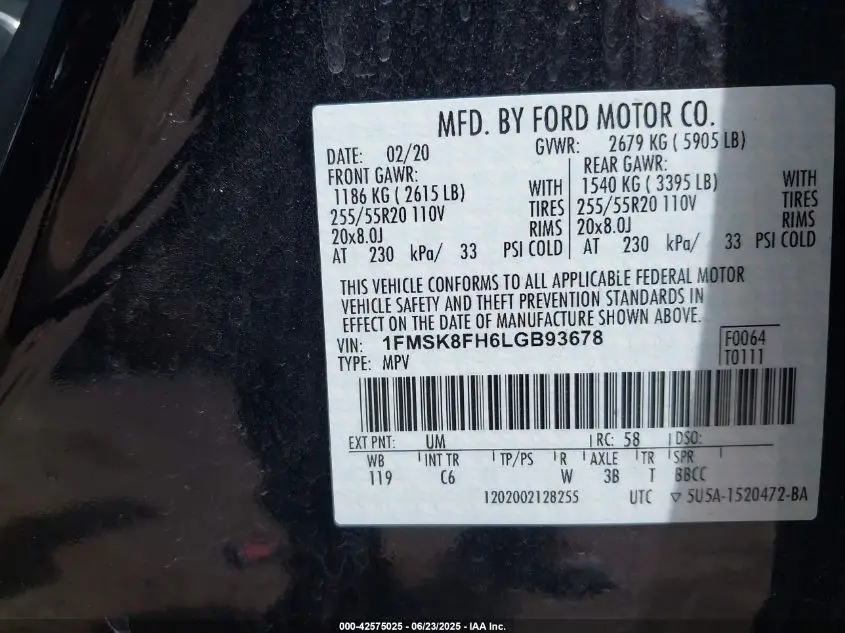 MFD. BY FORD MOTOR CO.
DATE: 02/20 GVWR: 2679 KG ( 5905 LB)
FRONT GAWR: REAR GAWR:
1186 KG ( 2615 LB) WITH 1540 KG ( 3395 LB) WITH
255/55R20 110V TIRES 255/55R20 110V TIRES
20x8.0J RIMS 20x8.0J RIMS
AT 230 kPa/ 33 PSI COLD AT 230 kPa/ 33 PSI COLD
THIS VEHICLE CONFORMS TO ALL APPLICABLE FEDERAL MOTOR
VEHICLE SAFETY AND THEFT PREVENTION STANDARDS IN
EFFECT ON THE DATE OF MANUFACTURE SHOWN ABOVE.
VIN: 1FMSK8FH6LGB93678 F0064
TYPE: MPV T0111
EXT PNT: UM RC: 58 DSO:
WB INT TR TP/PS R AXLE TR SPR
119 C6 W 3B T BBCC
1202002128255 UTC ▽ 5U5A-1520472-BA
000-42575025 - 06/23/2025 - IAA Inc.